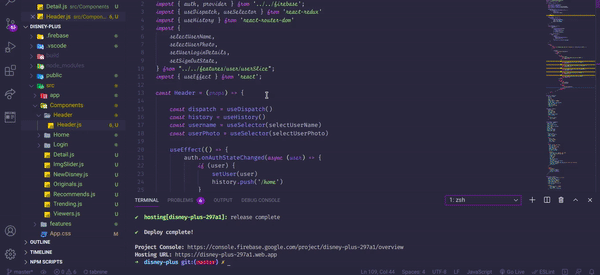 Detail.js src/Components U
Header.js src/Components 6, U
DISNEY-PLUS
.firebase
.vscode
build
node_modules
public
src
app
Components
Header
Header.js 6, U
Home
Login
Detail.js U
ImgSlider.js U
NewDisney.js U
Originals.js U
Recommends.js U
Trending.js U
Viewers.js U
features
App.css U
OUTLINE
TIMELINE
NPM SCRIPTS
import { auth, provider } from '../../firebase';
import { useDispatch, useSelector } from 'react-redux'
import { useHistory } from 'react-router-dom'
import {
selectUserName,
selectUserPhoto,
setUserLoginDetails,
setSignOutState,
} from "../../features/user/userSlice";
import { useEffect } from 'react';
const Header = (props) => {
const dispatch = useDispatch()
const history = useHistory()
const username = useSelector(selectUserName)
const userPhoto = useSelector(selectUserPhoto)
useEffect(() => {
auth.onAuthStateChanged(async (user) => {
if (user) {
setUser(user)
history.push('/home')
}
TERMINAL PROBLEMS 6 OUTPUT DEBUG CONSOLE
1: zsh
✔ hosting[disney-plus-297a1]: release complete
✔ Deploy complete!
Project Console: https://console.firebase.google.com/project/disney-plus-297a1/overview
Hosting URL: https://disney-plus-297a1.web.app
→ disney-plus git:(master) ✗
master* 6 0 tabnine
UTF-8 LF JavaScript Go Live Prettier